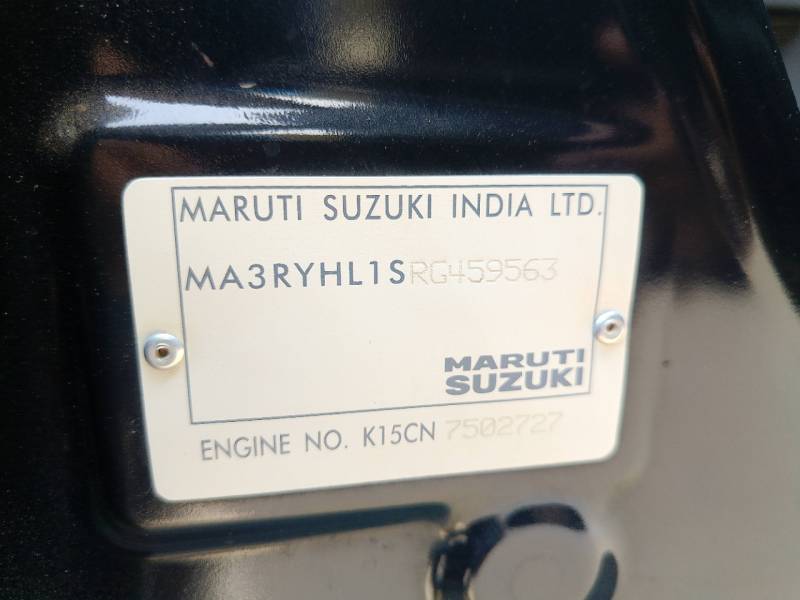 MARUTI SUZUKI INDIA LTD.
MA3RYHL1SRG459563
MARUTI
SUZUKI
ENGINE NO. K15CN 7502727